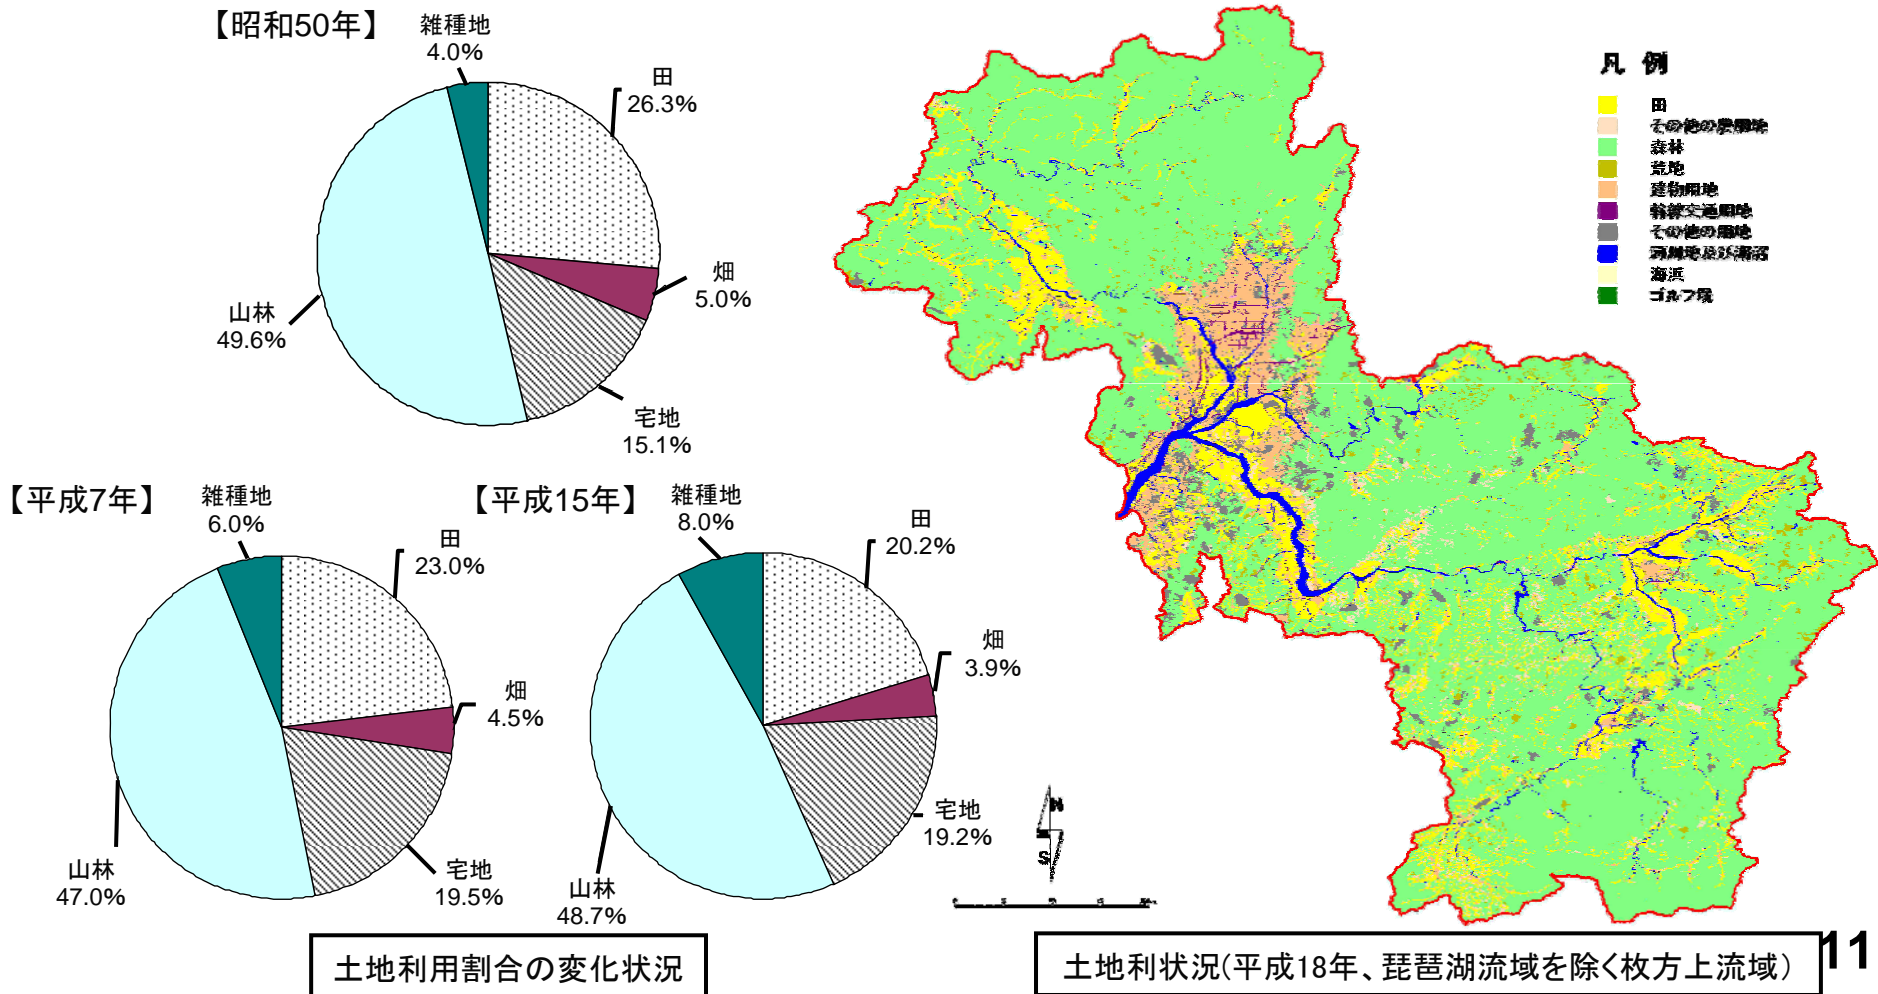 【昭和50年】
雑種地
4.0%
田
26.3%
畑
5.0%
宅地
15.1%
山林
49.6%
【平成7年】
雑種地
6.0%
田
23.0%
畑
4.5%
宅地
19.5%
山林
47.0%
【平成15年】
雑種地
8.0%
田
20.2%
畑
3.9%
宅地
19.2%
山林
48.7%
土地利用割合の変化状況
凡 例
田
その他の農用地
森林
荒地
建物用地
幹線交通用地
その他の用地
河川地及び湖沼
海浜
ゴルフ場
N
S
土地利状況(平成18年、琵琶湖流域を除く枚方上流域)
11